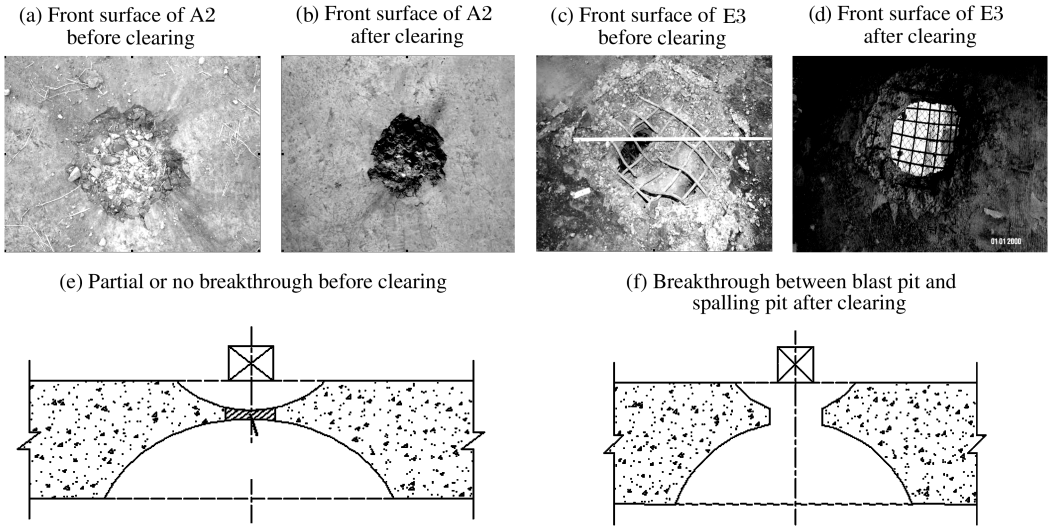 (a) Front surface of A2
before clearing
(b) Front surface of A2
after clearing
(c) Front surface of E3
before clearing
(d) Front surface of E3
after clearing
01 01 2000
(e) Partial or no breakthrough before clearing
(f) Breakthrough between blast pit and
spalling pit after clearing